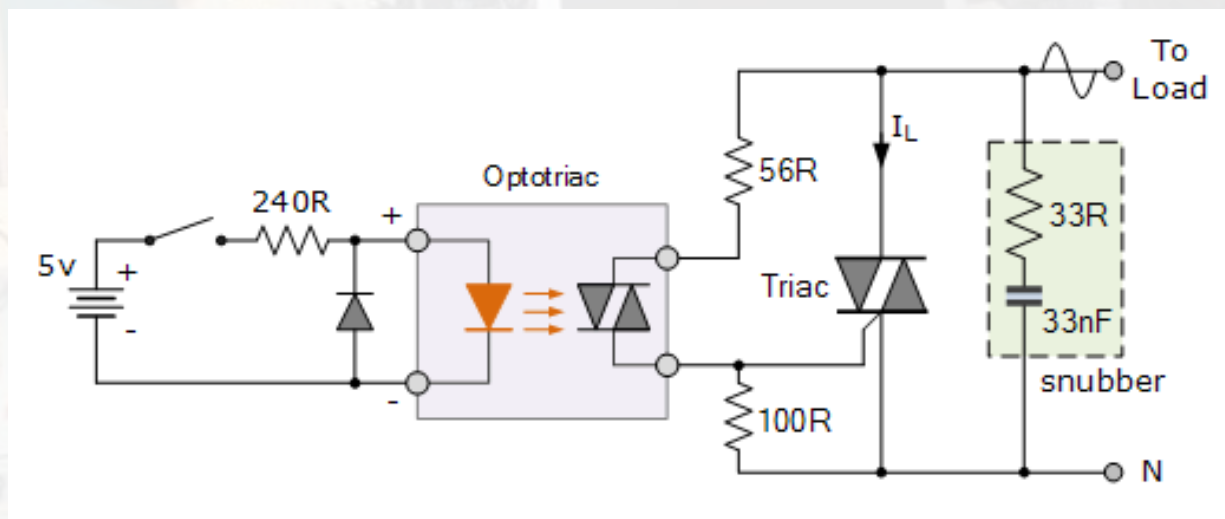 To
Load
I_L
56R
Optotriac
240R
+
33R
5v
+
Triac
-
33nF
-
snubber
100R
N